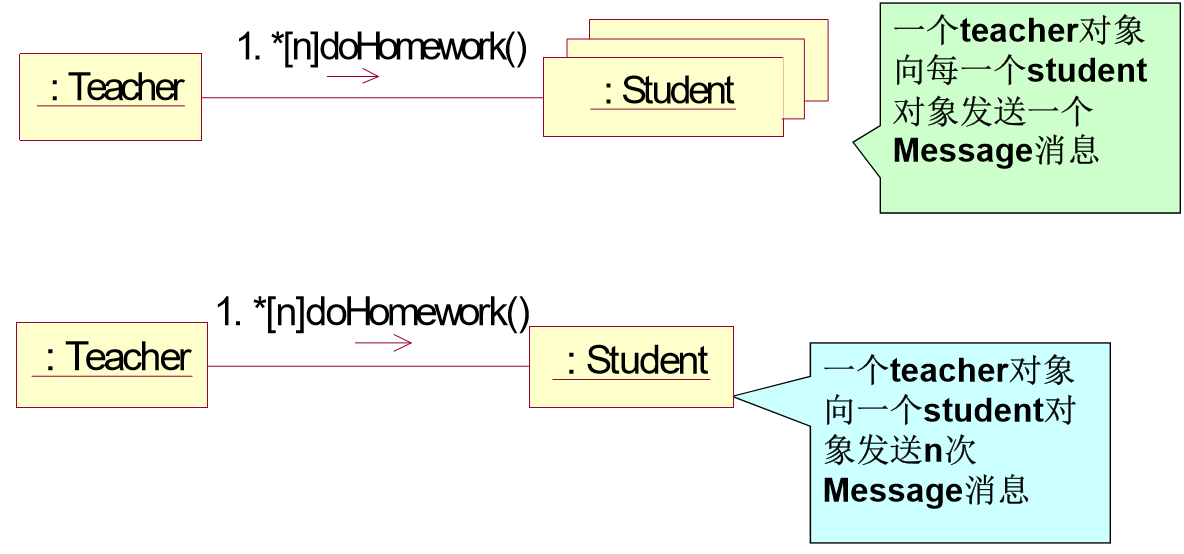 1. *[n]doHomework()
: Teacher
: Student
一个teacher对象
向每一个student
对象发送一个
Message消息
1. *[n]doHomework()
: Teacher
: Student
一个teacher对象
向一个student对
象发送n次
Message消息